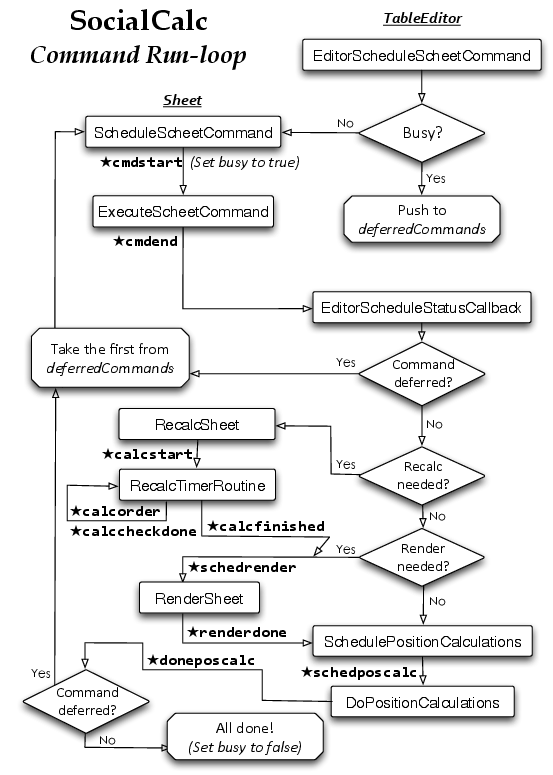 SocialCalc
Command Run-loop
TableEditor
EditorScheduleScheetCommand
Sheet
No
Busy?
ScheduleScheetCommand
★cmdstart (Set busy to true)
Yes
ExecuteScheetCommand
Push to
deferredCommands
★cmdend
EditorScheduleStatusCallback
Take the first from
deferredCommands
Yes
Command
deferred?
No
RecalcSheet
★calcstart
Yes
Recalc
needed?
RecalcTimerRoutine
★calcorder
★calccheckdone
★calcfinished
No
Yes
Render
needed?
★schedrender
RenderSheet
No
★renderdone
SchedulePositionCalculations
★doneposcalc
★schedposcalc
Yes
Command
deferred?
DoPositionCalculations
No
All done!
(Set busy to false)